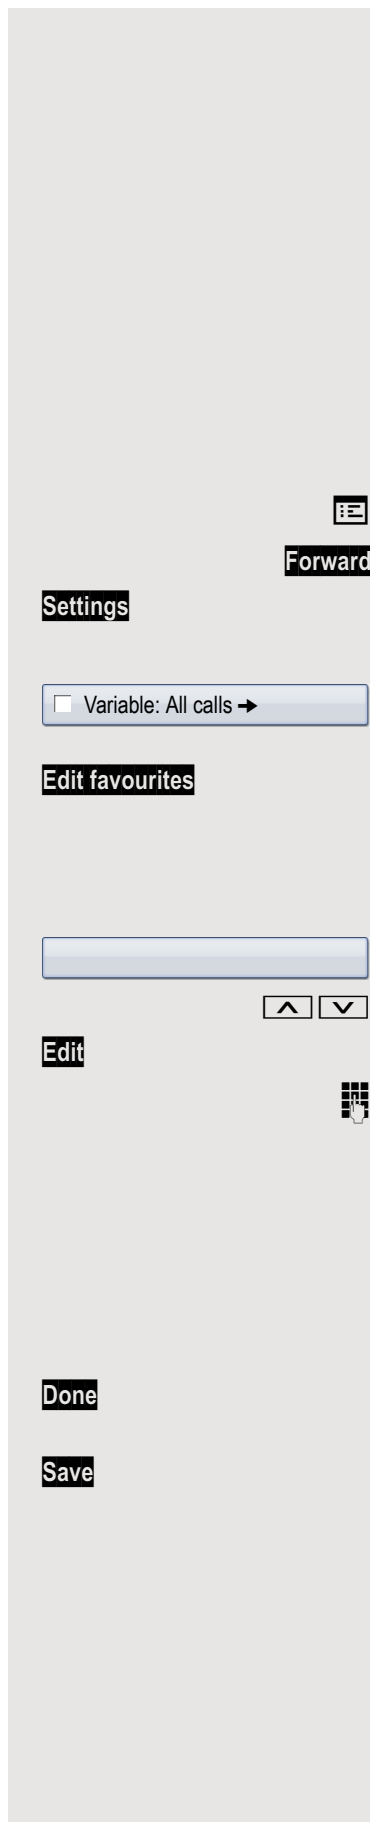 Forward
Settings
Variable: All calls →
Edit favourites
Edit
Done
Save